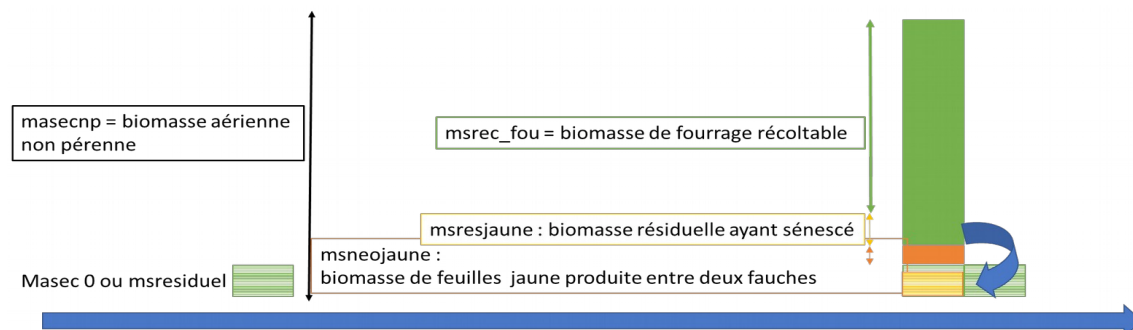 masecnp = biomasse aérienne
non pérenne
msrec_fou = biomasse de fourrage récoltable
msresjaune : biomasse résiduelle ayant sénescé
msneojaune :
biomasse de feuilles jaune produite entre deux fauches
Masec 0 ou msresiduel